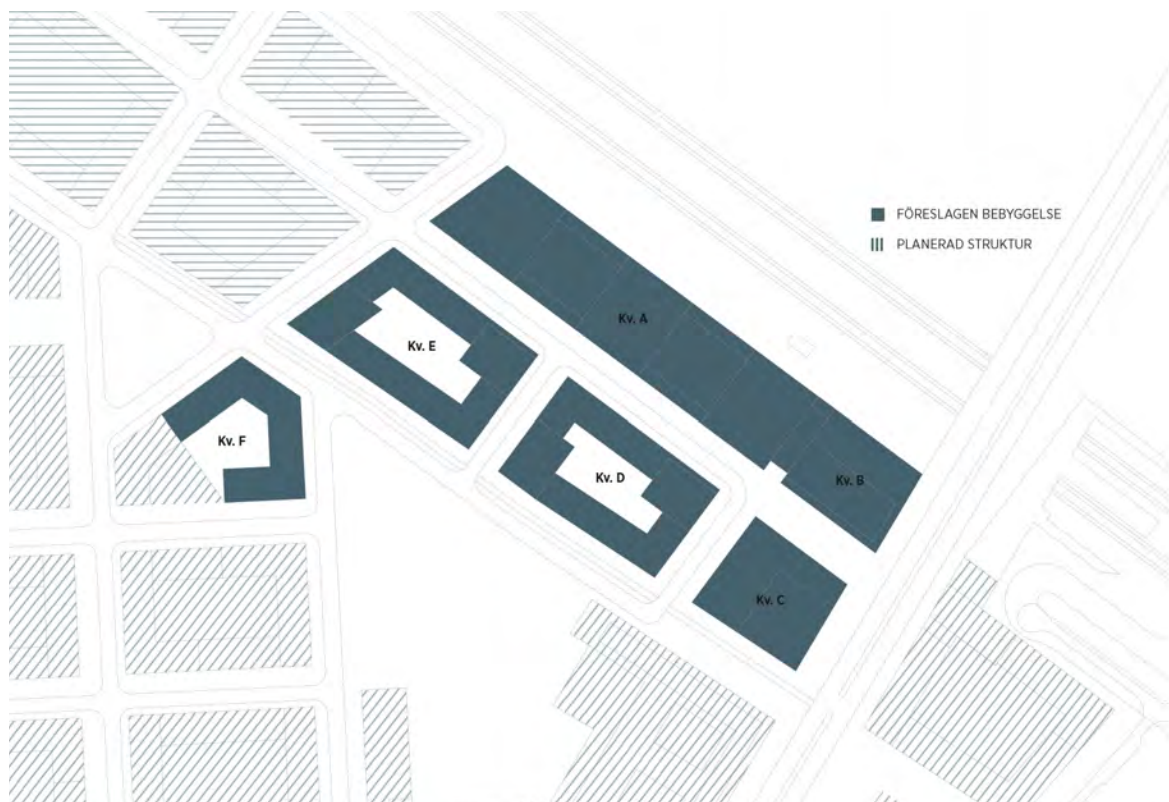 FÖRESLAGEN BEBYGGELSE
PLANERAD STRUKTUR
Kv. A
Kv. E
Kv. F
Kv. D
Kv. B
Kv. C